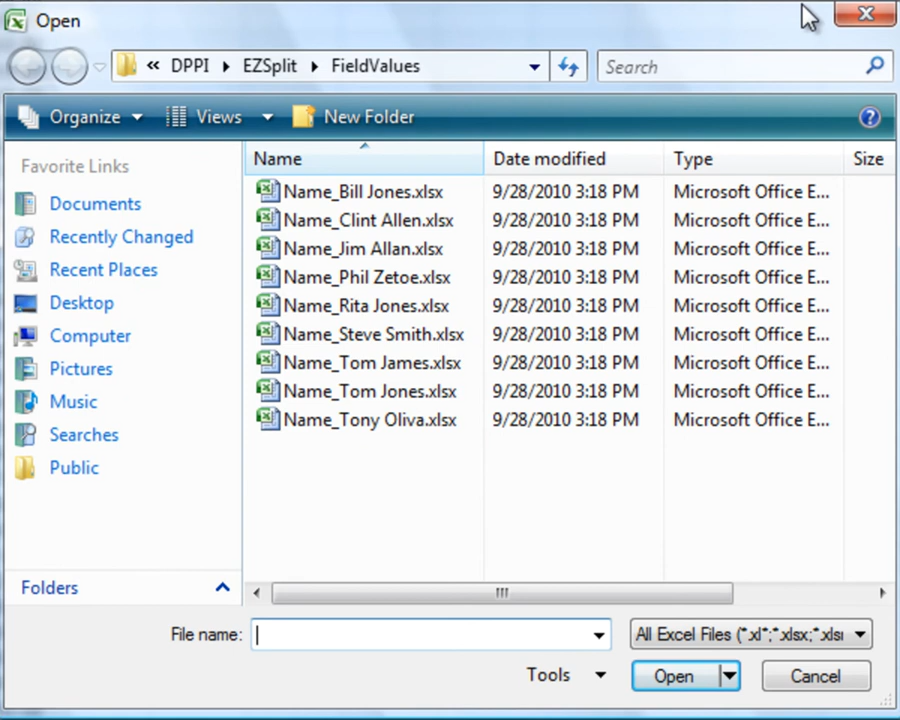 Open
« DPPI EZSplit FieldValues Search
Organize Views New Folder
Favorite Links
Documents
Recently Changed
Recent Places
Desktop
Computer
Pictures
Music
Searches
Public
Folders
Name Date modified Type Size
Name_Bill Jones.xlsx 9/28/2010 3:18 PM Microsoft Office E...
Name_Clint Allen.xlsx 9/28/2010 3:18 PM Microsoft Office E...
Name_Jim Allan.xlsx 9/28/2010 3:18 PM Microsoft Office E...
Name_Phil Zetoe.xlsx 9/28/2010 3:18 PM Microsoft Office E...
Name_Rita Jones.xlsx 9/28/2010 3:18 PM Microsoft Office E...
Name_Steve Smith.xlsx 9/28/2010 3:18 PM Microsoft Office E...
Name_Tom James.xlsx 9/28/2010 3:18 PM Microsoft Office E...
Name_Tom Jones.xlsx 9/28/2010 3:18 PM Microsoft Office E...
Name_Tony Oliva.xlsx 9/28/2010 3:18 PM Microsoft Office E...
File name: All Excel Files (*.xl*;*.xlsx;*.xlsm
Tools Open Cancel